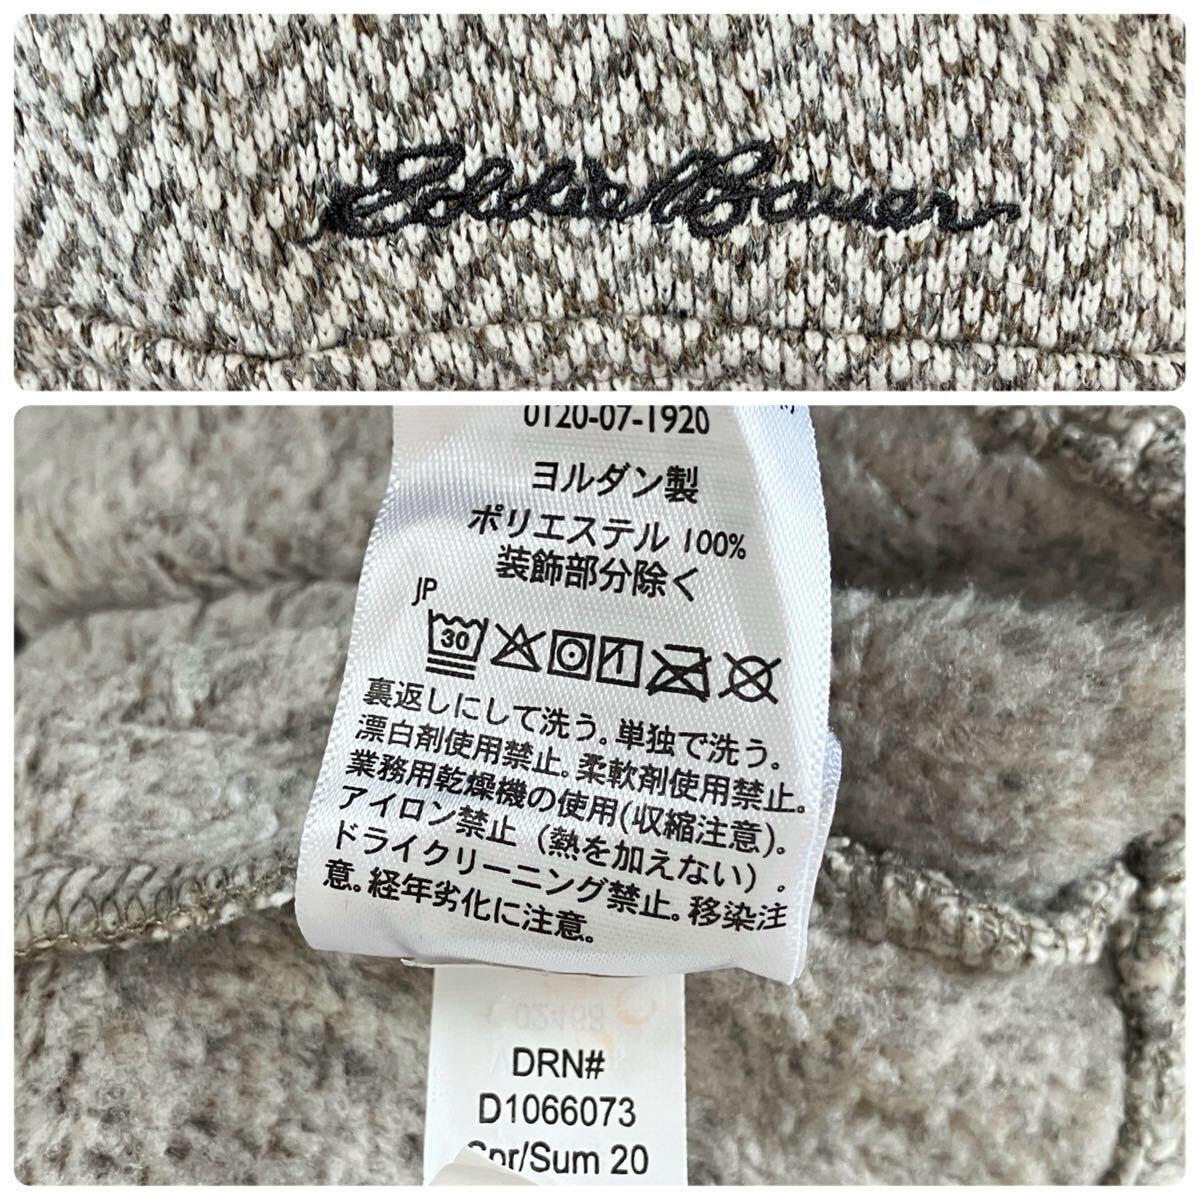 Eddie Bauer
0120-07-1920
ヨルダン製
ポリエステル 100%
装飾部分除く
JP
30
裏返しにして洗う。単独で洗う。
漂白剤使用禁止。柔軟剤使用禁止。
業務用乾燥機の使用(収縮注意)。
アイロン禁止（熱を加えない）。
ドライクリーニング禁止。移染注
意。経年劣化に注意。
DRN#
D1066073
Spr/Sum 20